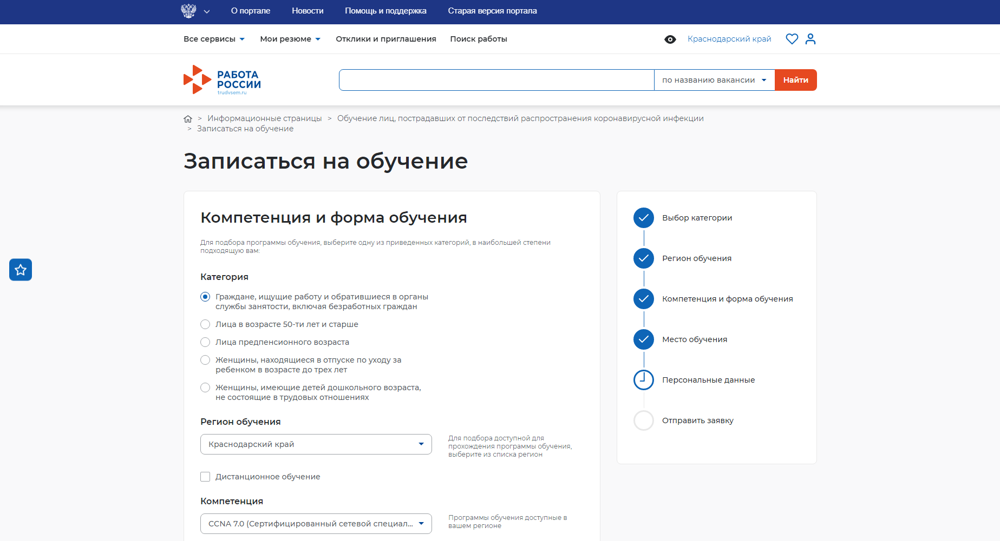 О портале Новости Помощь и поддержка Старая версия портала
Все сервисы Мои резюме Отклики и приглашения Поиск работы Краснодарский край
РАБОТА
РОССИИ
trudvsem.ru
по названию вакансии Найти
> Информационные страницы > Обучение лиц, пострадавших от последствий распространения коронавирусной инфекции
> Записаться на обучение
Записаться на обучение
Компетенция и форма обучения
Для подбора программы обучения, выберите одну из приведенных категорий, в наибольшей степени
подходящую вам:
Категория
Граждане, ищущие работу и обратившиеся в органы
службы занятости, включая безработных граждан
Лица в возрасте 50-ти лет и старше
Лица предпенсионного возраста
Женщины, находящиеся в отпуске по уходу за
ребенком в возрасте до трех лет
Женщины, имеющие детей дошкольного возраста,
не состоящие в трудовых отношениях
Регион обучения
Краснодарский край
Для подбора доступной для
прохождения программы обучения,
выберите из списка регион
Дистанционное обучение
Компетенция
CCNA 7.0 (Сертифицированный сетевой специал...
Программы обучения доступные в
вашем регионе
Выбор категории
Регион обучения
Компетенция и форма обучения
Место обучения
Персональные данные
Отправить заявку